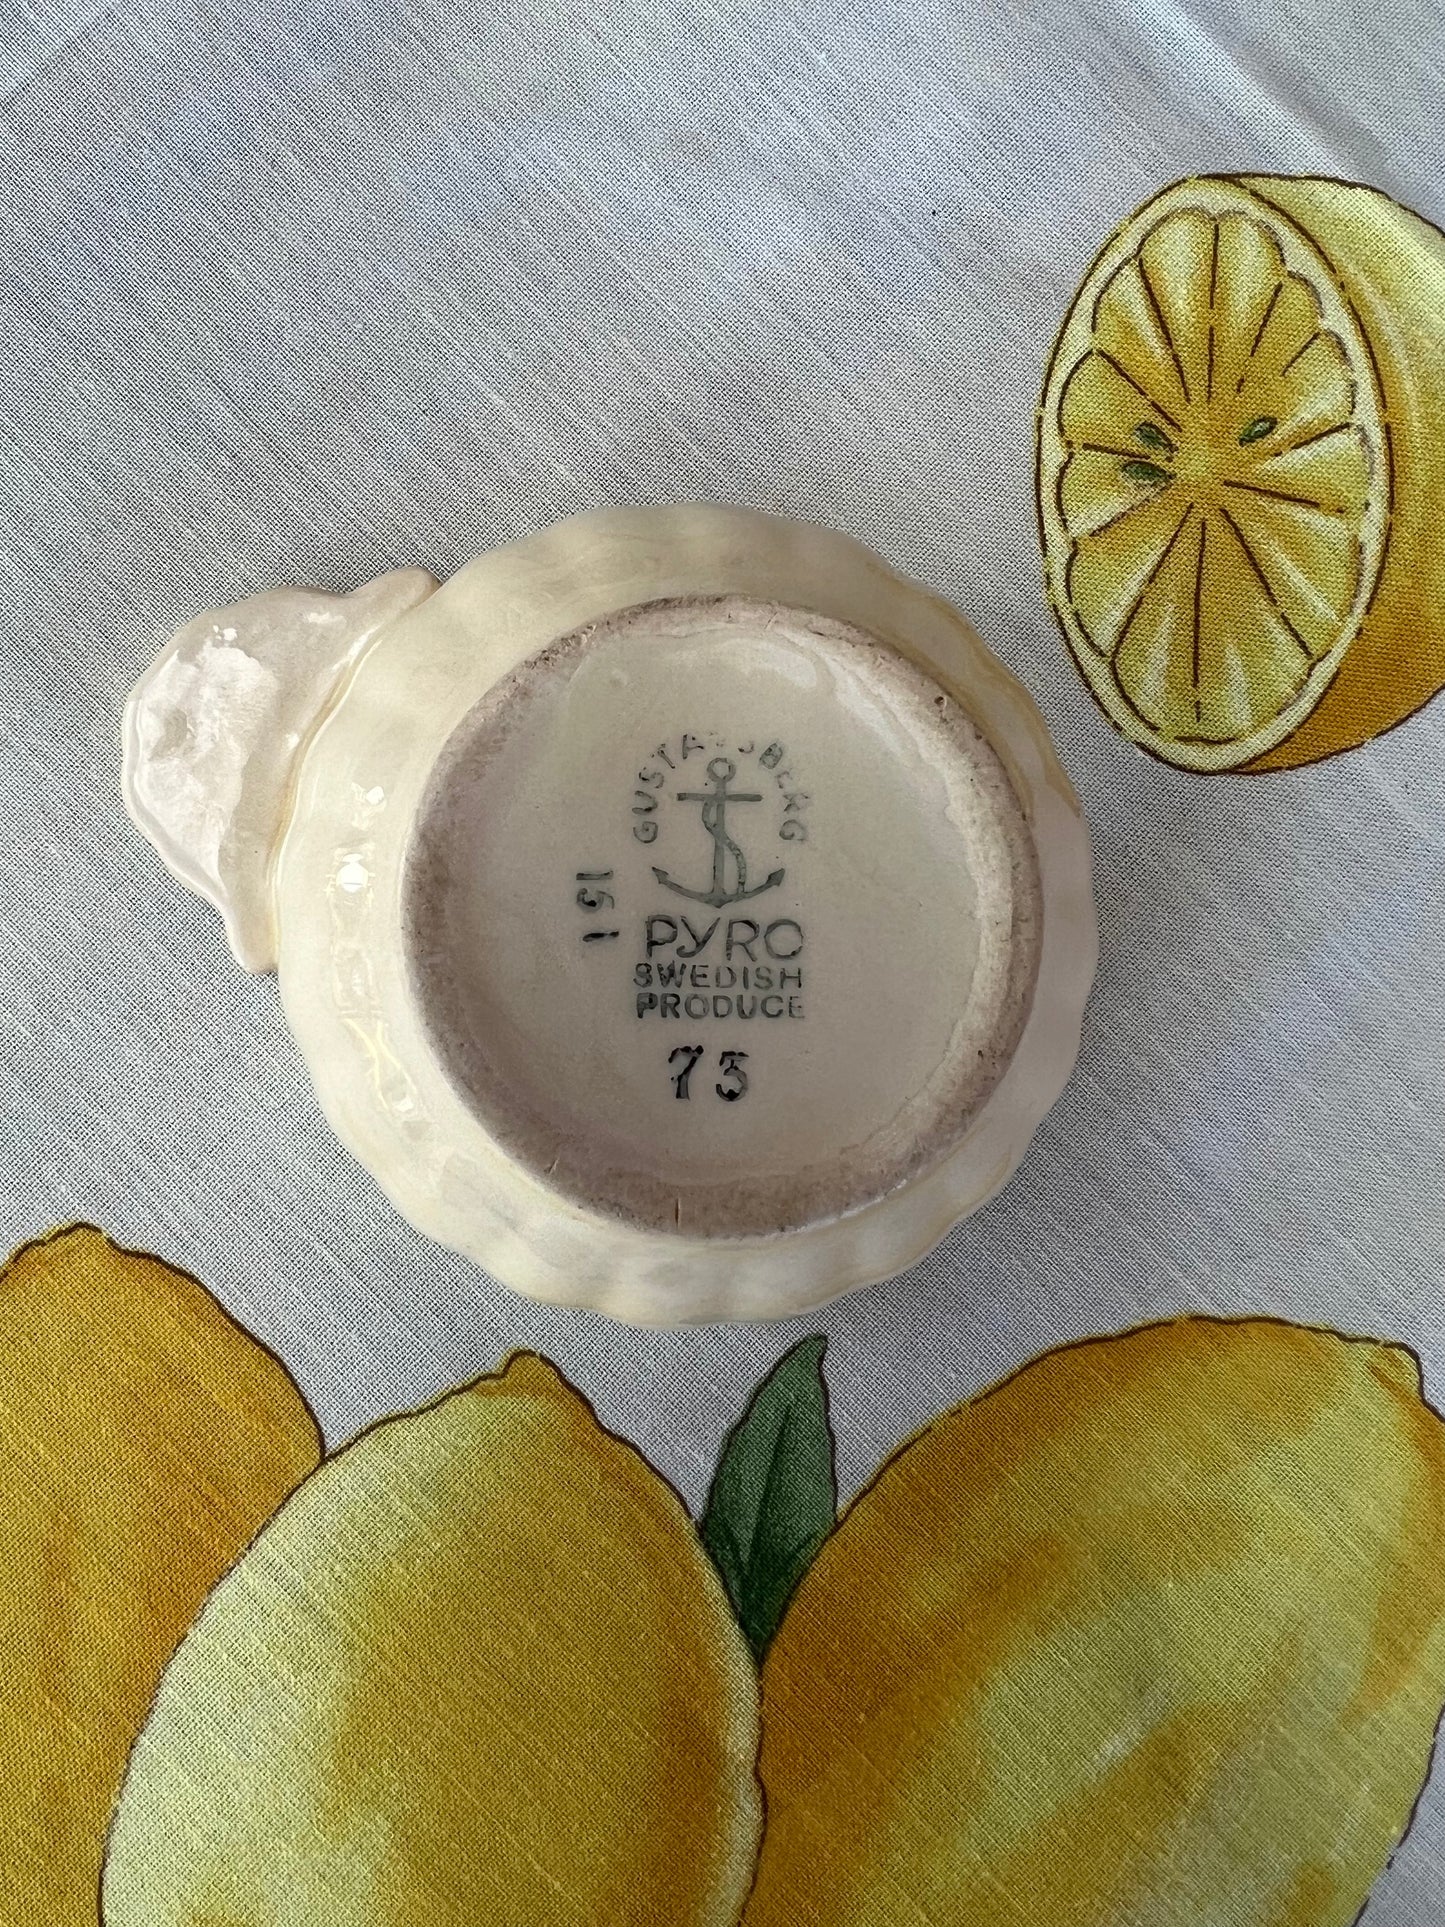 GUSTAVSBERG
151
PYRO
SWEDISH
PRODUCE
73